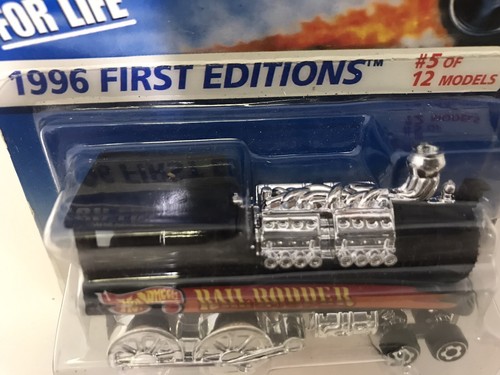 FOR LIFE
1996 FIRST EDITIONS™
#5 OF
12 MODELS
Hot Wheels
RAIL RODDER